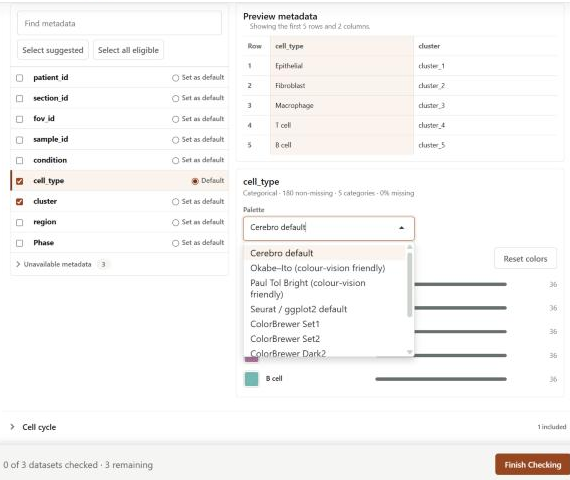 Find metadata
Select suggested Select all eligible
patient_id Set as default
section_id Set as default
fov_id Set as default
sample_id Set as default
condition Set as default
cell_type Default
cluster Set as default
region Set as default
Phase Set as default
Unavailable metadata 3
Preview metadata
Showing the first 5 rows and 2 columns.
Row cell_type cluster
1 Epithelial cluster_1
2 Fibroblast cluster_2
3 Macrophage cluster_3
4 T cell cluster_4
5 B cell cluster_5
cell_type
Categorical · 180 non-missing · 5 categories · 0% missing
Palette
Cerebro default
Reset colors
Cerebro default
Okabe–Ito (colour-vision friendly)
Paul Tol Bright (colour-vision
friendly)
Seurat / ggplot2 default
ColorBrewer Set1
ColorBrewer Set2
ColorBrewer Dark2
36
36
36
36
B cell 36
Cell cycle 1 included
0 of 3 datasets checked · 3 remaining Finish Checking